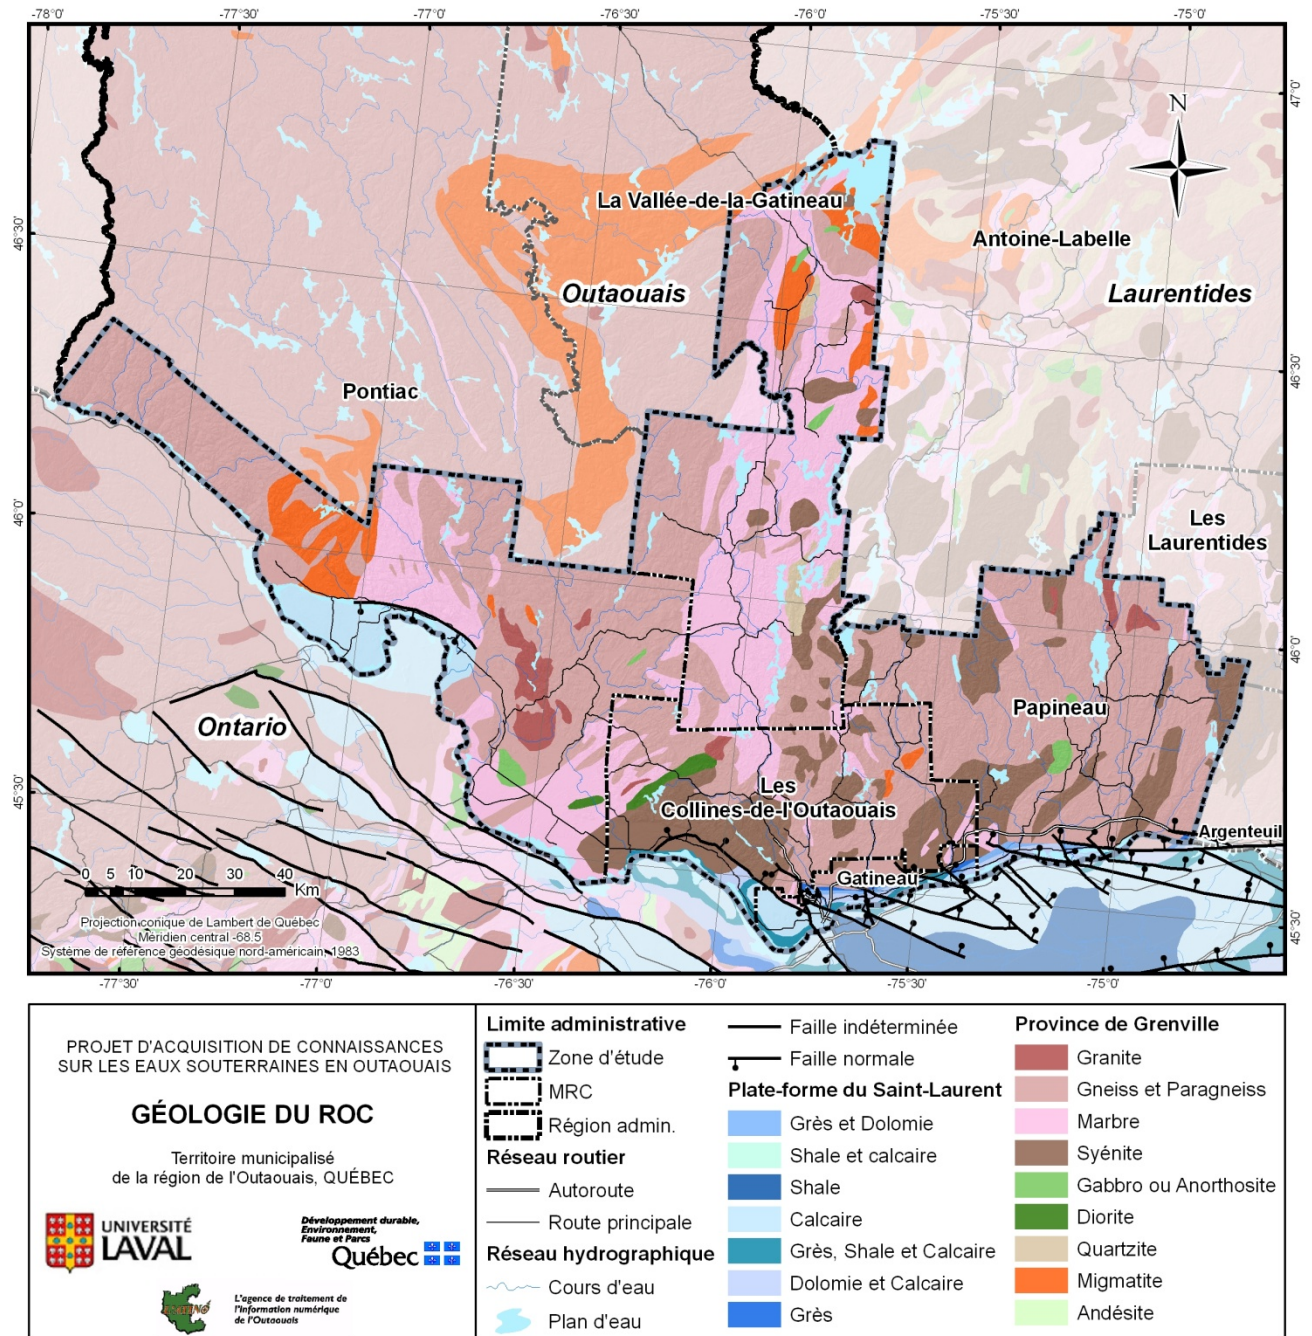 -78°0'
-77°30'
-77°0'
-76°30'
-76°0'
-75°30'
-75°0'
47°0'
46°30'
46°0'
45°30'
46°30'
46°0'
45°30'
N
La Vallée-de-la-Gatineau
Antoine-Labelle
Outaouais
Laurentides
Pontiac
Les
Laurentides
Ontario
Papineau
Les
Collines-de-l'Outaouais
Argenteuil
Gatineau
0 5 10 20 30 40
Km
Projection conique de Lambert de Québec
Méridien central -68.5
Système de référence géodésique nord-américain, 1983
-77°30'
-77°0'
-76°30'
-76°0'
-75°30'
-75°0'
PROJET D'ACQUISITION DE CONNAISSANCES
SUR LES EAUX SOUTERRAINES EN OUTAOUAIS
GÉOLOGIE DU ROC
Territoire municipalisé
de la région de l'Outaouais, QUÉBEC
UNIVERSITÉ
LAVAL
Développement durable,
Environnement,
Faune et Parcs
Québec
L'agence de traitement de
l'information numérique
de l'Outaouais
Limite administrative
Zone d'étude
MRC
Région admin.
Réseau routier
Autoroute
Route principale
Réseau hydrographique
Cours d'eau
Plan d'eau
Faille indéterminée
Faille normale
Plate-forme du Saint-Laurent
Grès et Dolomie
Shale et calcaire
Shale
Calcaire
Grès, Shale et Calcaire
Dolomie et Calcaire
Grès
Province de Grenville
Granite
Gneiss et Paragneiss
Marbre
Syénite
Gabbro ou Anorthosite
Diorite
Quartzite
Migmatite
Andésite